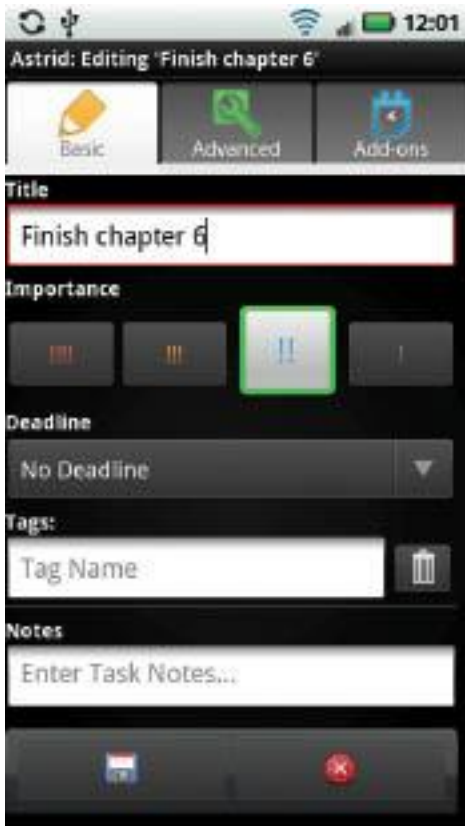 12:01
Astrid: Editing 'Finish chapter 6'
Basic Advanced Add-ons
Title
Finish chapter 6
Importance
!!!! !!! !! !
Deadline
No Deadline
Tags:
Tag Name
Notes
Enter Task Notes...